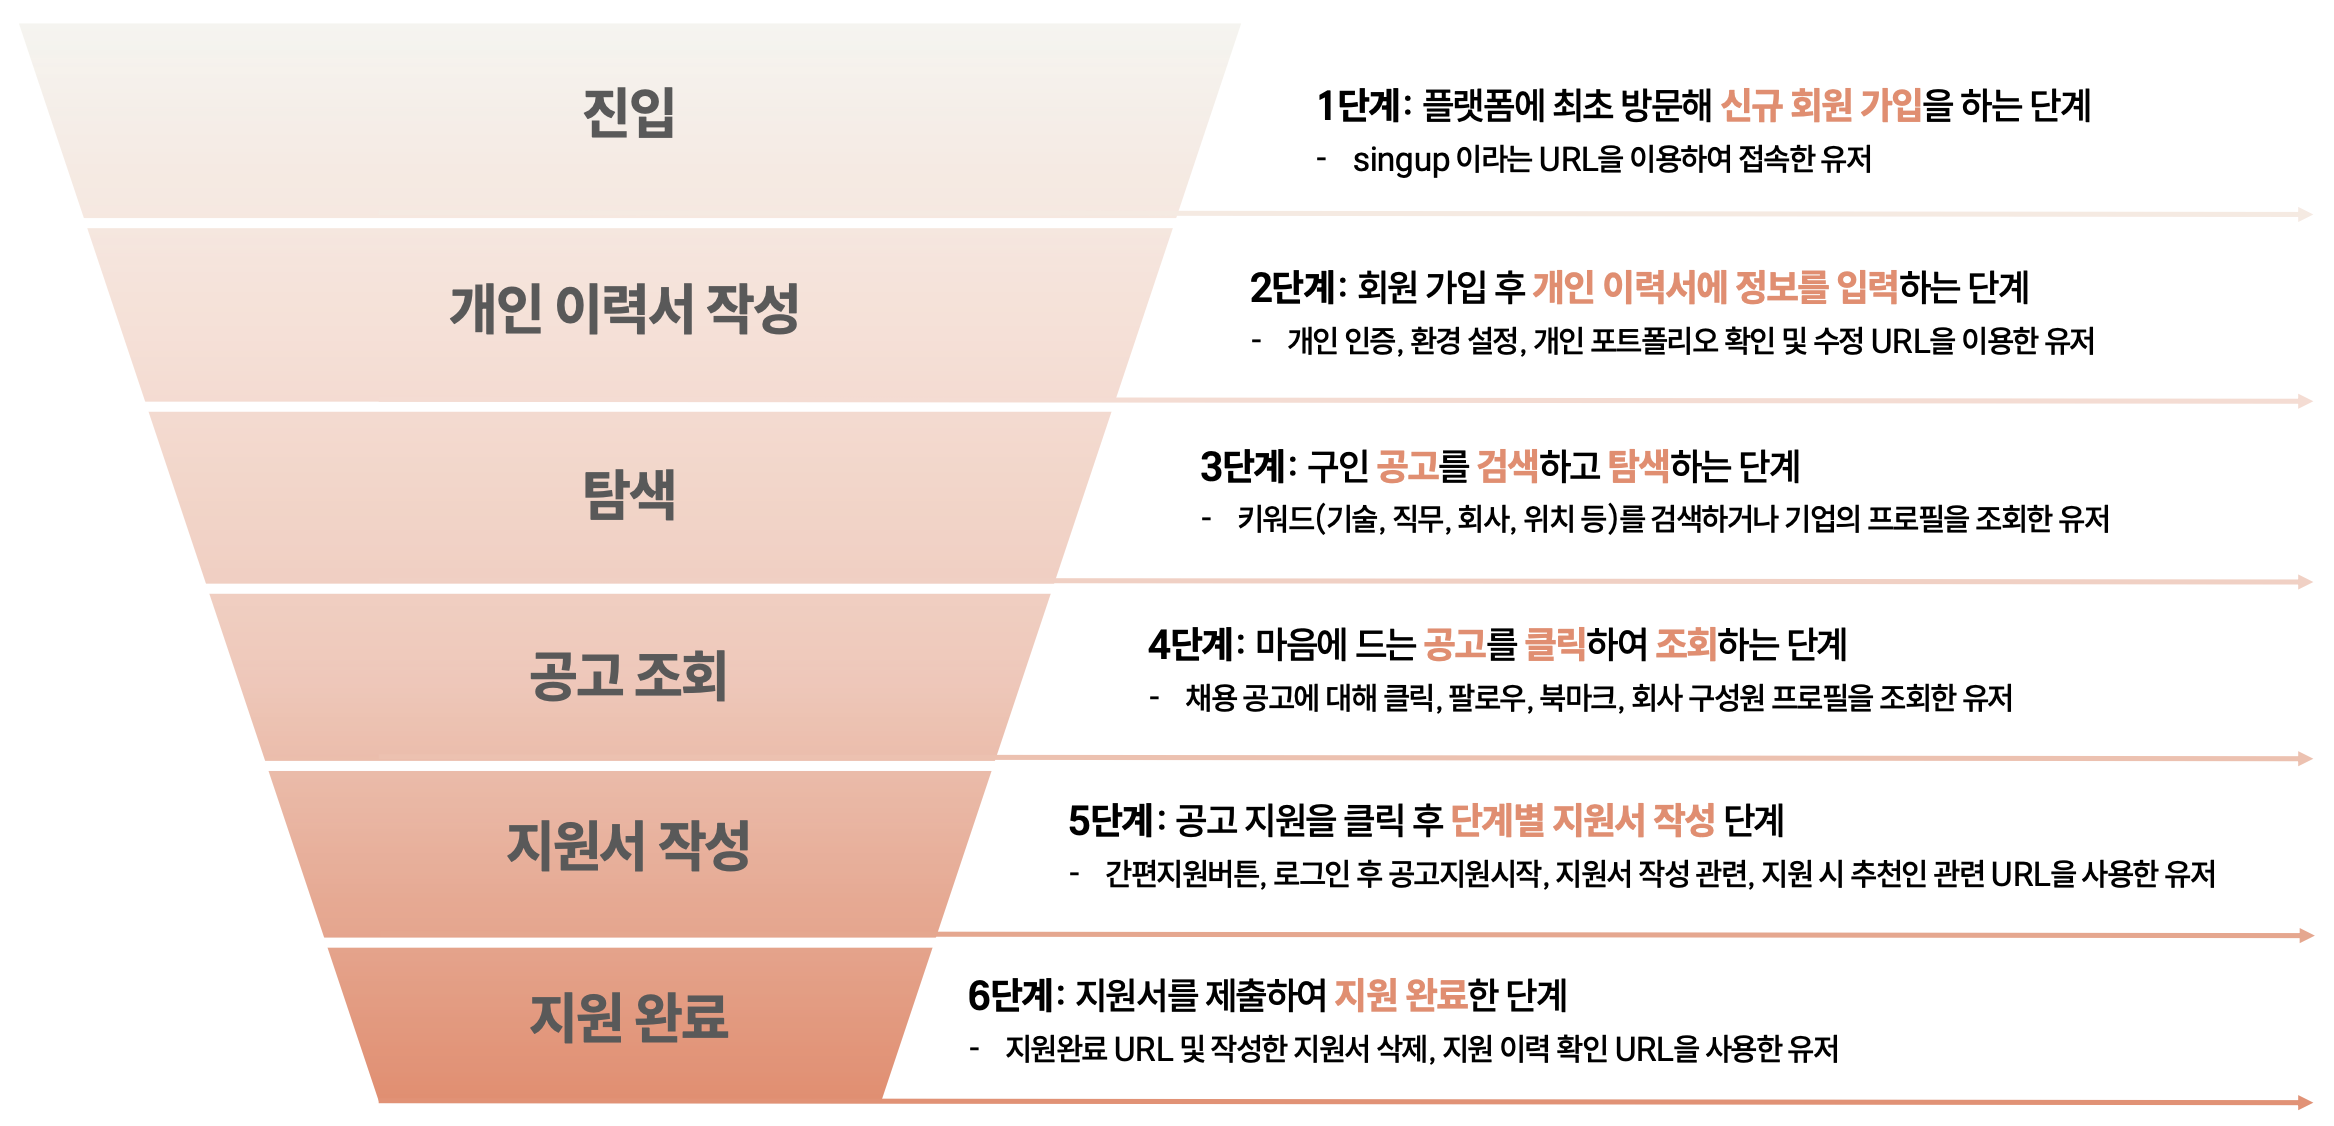 진입
1단계: 플랫폼에 최초 방문해 신규 회원 가입을 하는 단계
- singup 이라는 URL을 이용하여 접속한 유저
개인 이력서 작성
2단계: 회원 가입 후 개인 이력서에 정보를 입력하는 단계
- 개인 인증, 환경 설정, 개인 포트폴리오 확인 및 수정 URL을 이용한 유저
탐색
3단계: 구인 공고를 검색하고 탐색하는 단계
- 키워드(기술, 직무, 회사, 위치 등)를 검색하거나 기업의 프로필을 조회한 유저
공고 조회
4단계: 마음에 드는 공고를 클릭하여 조회하는 단계
- 채용 공고에 대해 클릭, 팔로우, 북마크, 회사 구성원 프로필을 조회한 유저
지원서 작성
5단계: 공고 지원을 클릭 후 단계별 지원서 작성 단계
- 간편지원버튼, 로그인 후 공고지원시작, 지원서 작성 관련, 지원 시 추천인 관련 URL을 사용한 유저
지원 완료
6단계: 지원서를 제출하여 지원 완료한 단계
- 지원완료 URL 및 작성한 지원서 삭제, 지원 이력 확인 URL을 사용한 유저